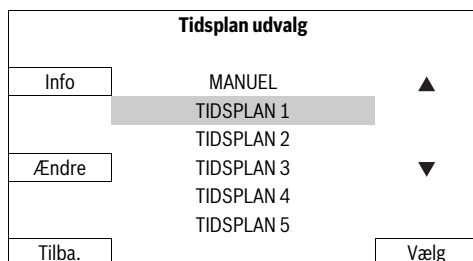 Tidsplan udvalg
Info
MANUEL
TIDSPLAN 1
TIDSPLAN 2
Ændre
TIDSPLAN 3
TIDSPLAN 4
TIDSPLAN 5
Tilba.
Vælg